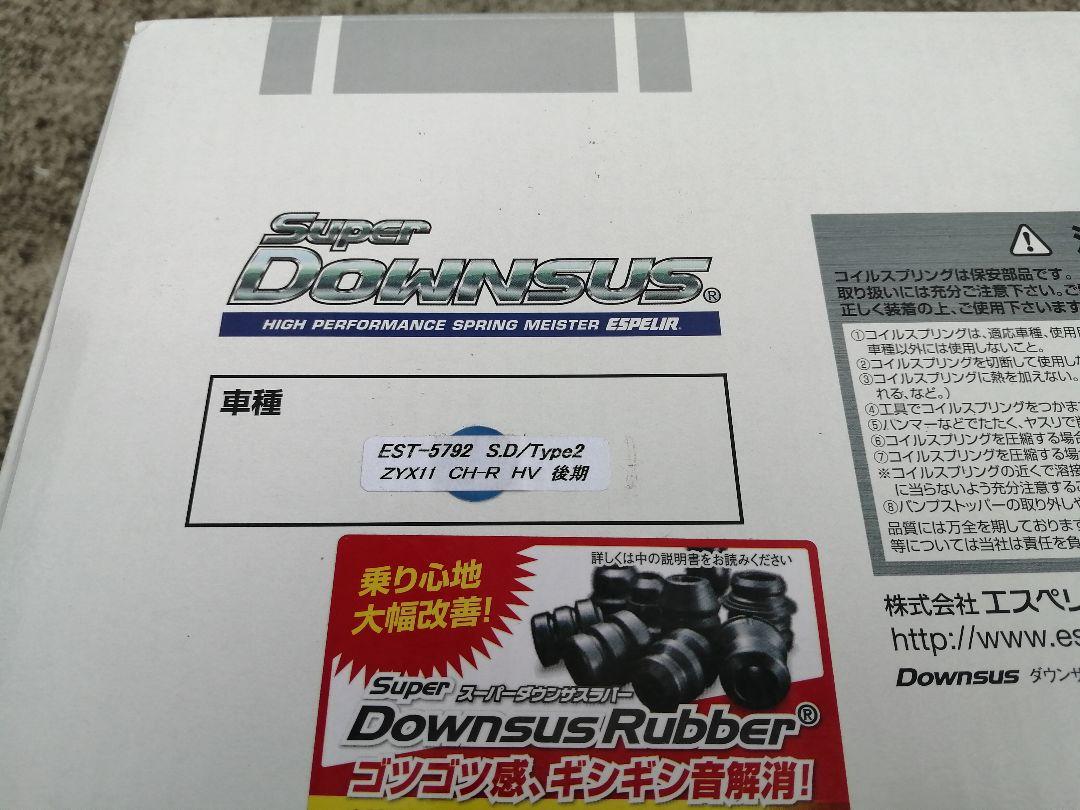 Super
DOWNSUS®
HIGH PERFORMANCE SPRING MEISTER ESPELIR
車種
EST-5792 S.D/Type2
ZYX11 CH-R HV 後期
コイルスプリングは保安部品です。
取り扱いには充分ご注意下さい。
正しく装着の上、ご使用下さいます
①コイルスプリングは、適応車種、使用
車種以外には使用しないこと。
②コイルスプリングを切断して使用し
③コイルスプリングに熱を加えない。
れる、など。)
④工具でコイルスプリングをつかま
⑤ハンマーなどでたたく、ヤスリで
⑥コイルスプリングを圧縮する場合
⑦コイルスプリングを圧縮する場
※コイルスプリングの近くで溶接
に当らないよう充分注意する
⑧バンプストッパーの取り外し
品質には万全を期しております
等については当社は責任を負
株式会社 エスペリ
http://www.es
Downsus ダウンサ
詳しくは中の説明書をお読みください
乗り心地
大幅改善!
Super スーパーダウンサスラバー
Downsus Rubber®
ゴツゴツ感、ギシギシ音解消!